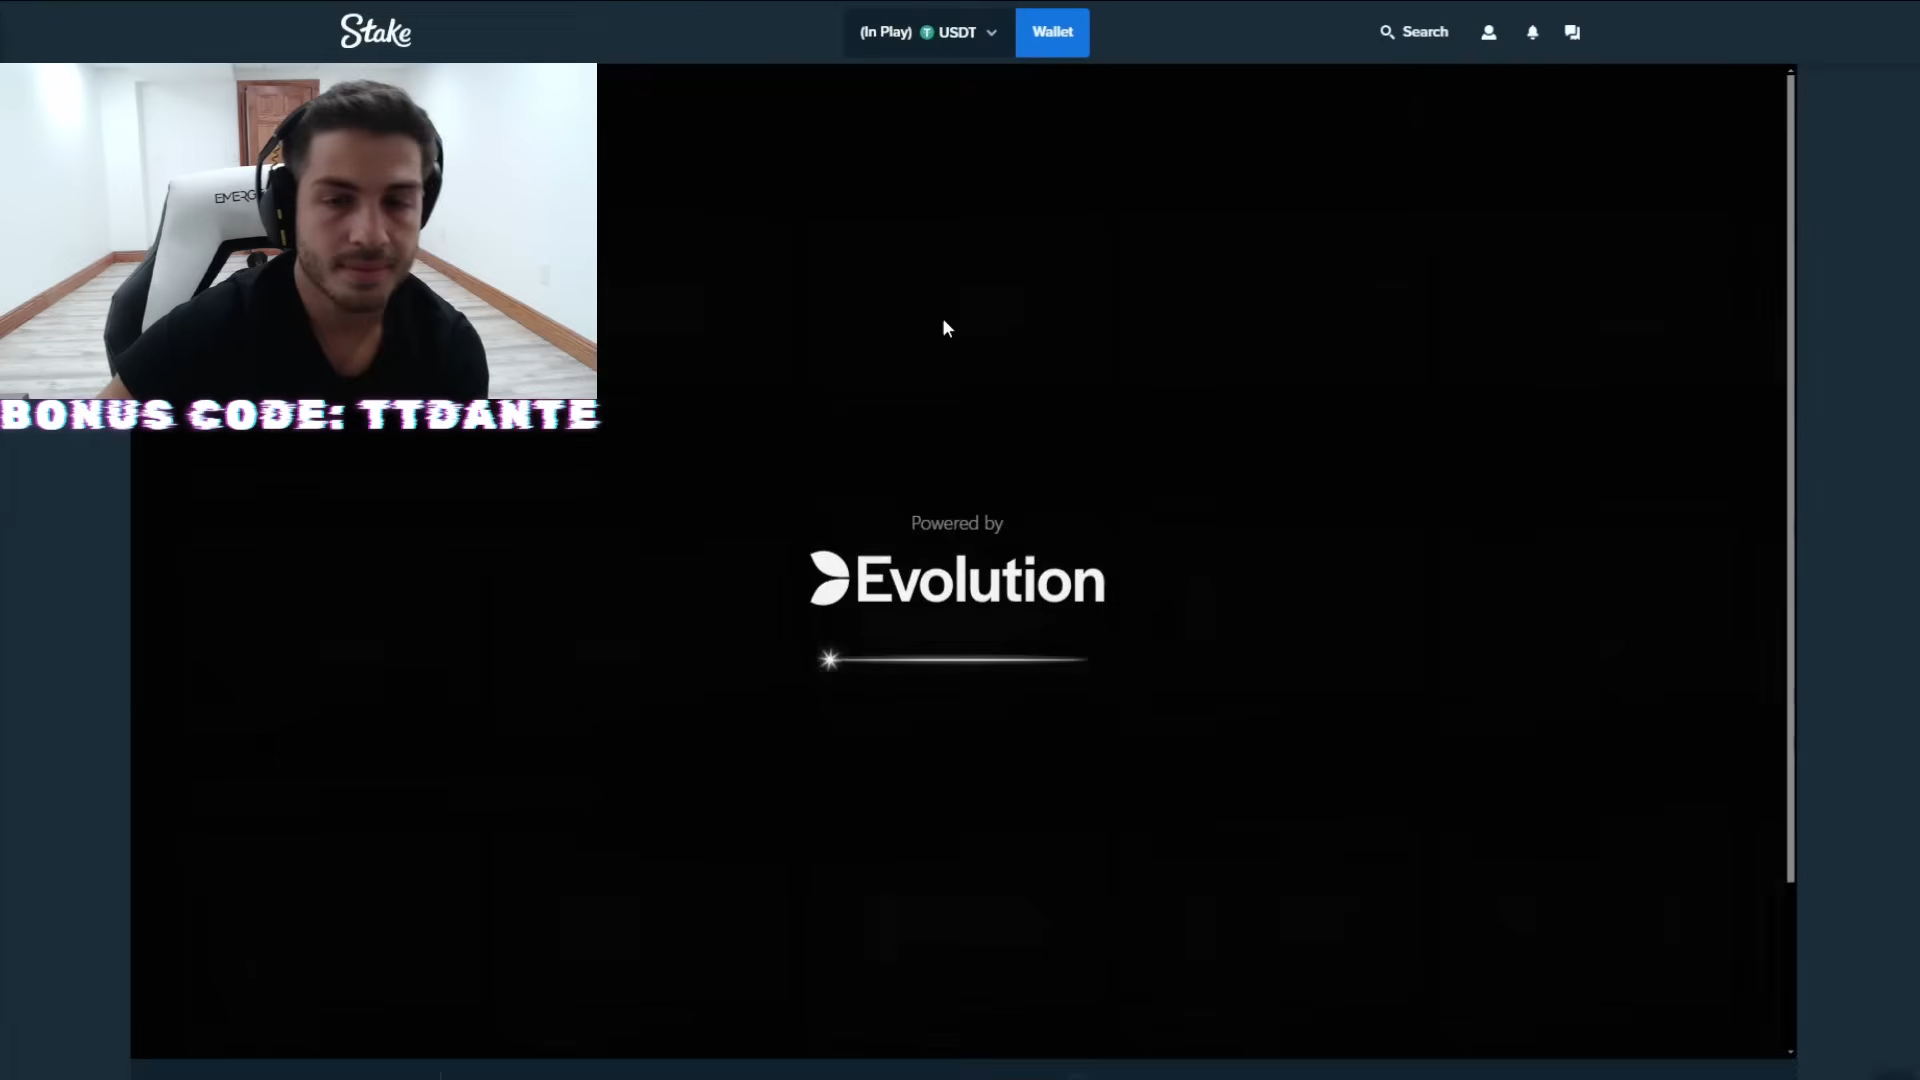 Stake
(In Play) USDT
Wallet
Search
EMERG
BONUS CODE: TTDANTE
Powered by
Evolution